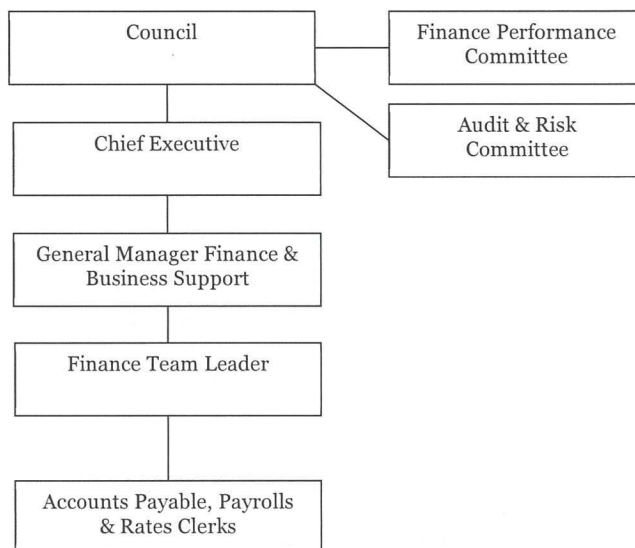 Council
Finance Performance
Committee
Audit & Risk
Committee
Chief Executive
General Manager Finance &
Business Support
Finance Team Leader
Accounts Payable, Payrolls
& Rates Clerks